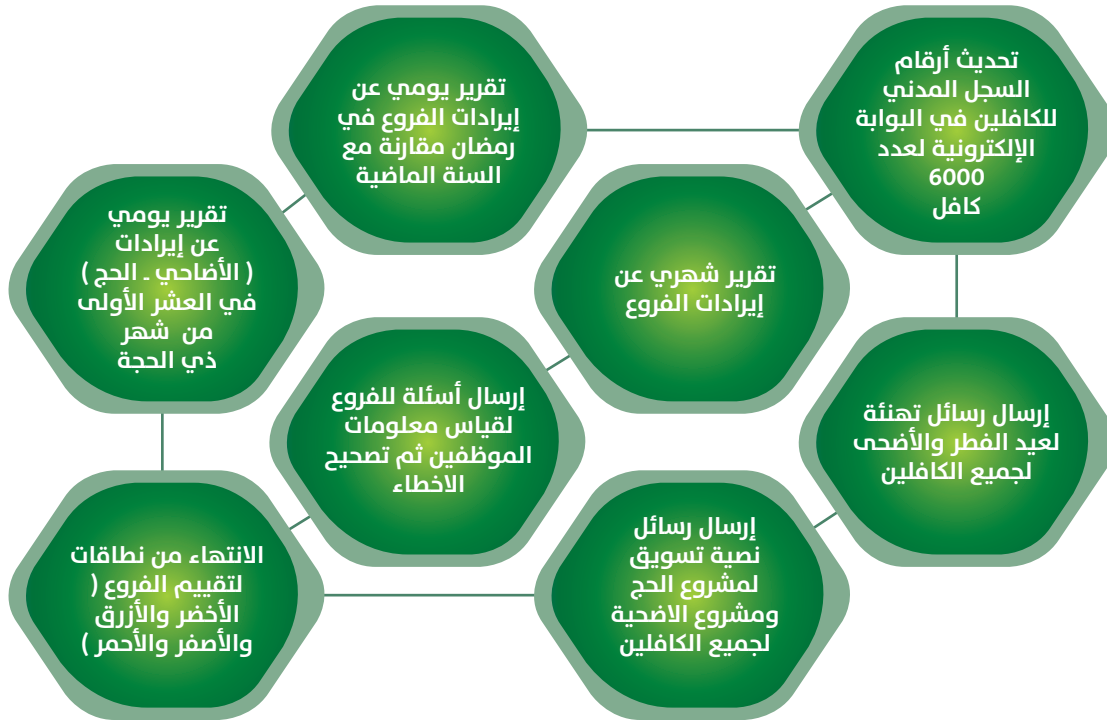 تحديث أرقام
السجل المدني
للكافلين في البوابة
الإلكترونية لعدد
6000
كافل
تقرير يومي عن
إيرادات الفروع في
رمضان مقارنة مع
السنة الماضية
تقرير شهري عن
إيرادات الفروع
تقرير يومي
عن إيرادات
( الأضاحي ـ الحج )
في العشر الأولى
من شهر
ذي الحجة
إرسال رسائل تهنئة
لعيد الفطر والأضحى
لجميع الكافلين
إرسال أسئلة للفروع
لقياس معلومات
الموظفين ثم تصحيح
الاخطاء
إرسال رسائل
نصية تسويق
لمشروع الحج
ومشروع الاضحية
لجميع الكافلين
الانتهاء من نطاقات
لتقييم الفروع (
الأخضر والأزرق
والأصفر والأحمر )